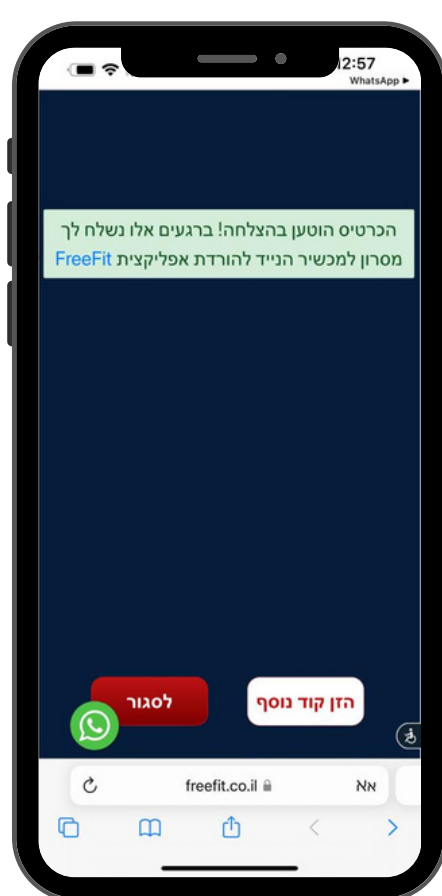 12:57
WhatsApp
הכרטיס הוטען בהצלחה! ברגעים אלו נשלח לך
מסרון למכשיר הנייד להורדת אפליקצית FreeFit
הזן קוד נוסף
לסגור
freefit.co.il
אא